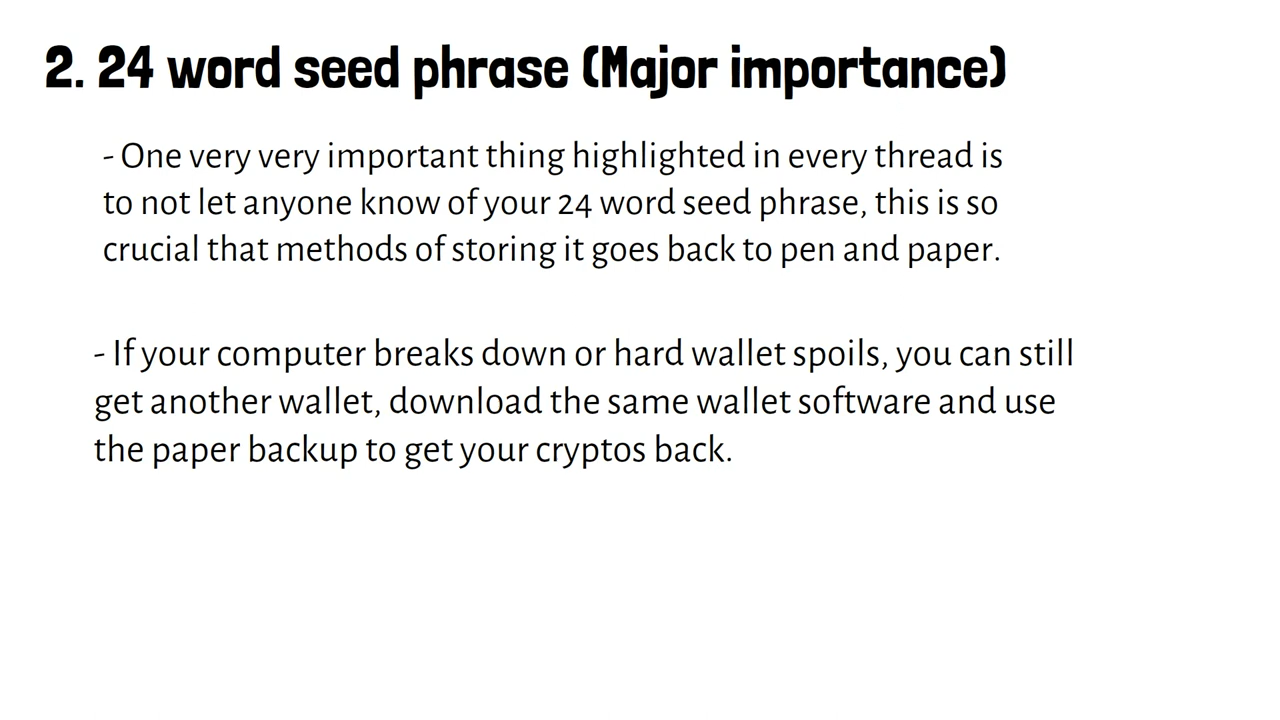 2. 24 word seed phrase (Major importance)
- One very very important thing highlighted in every thread is
to not let anyone know of your 24 word seed phrase, this is so
crucial that methods of storing it goes back to pen and paper.
- If your computer breaks down or hard wallet spoils, you can still
get another wallet, download the same wallet software and use
the paper backup to get your cryptos back.